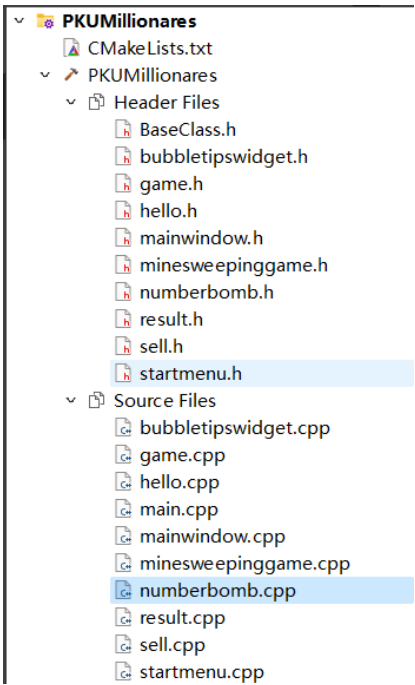 PKUMillionares
CMakeLists.txt
PKUMillionares
Header Files
BaseClass.h
bubbletipswidget.h
game.h
hello.h
mainwindow.h
minesweepinggame.h
numberbomb.h
result.h
sell.h
startmenu.h
Source Files
bubbletipswidget.cpp
game.cpp
hello.cpp
main.cpp
mainwindow.cpp
minesweepinggame.cpp
numberbomb.cpp
result.cpp
sell.cpp
startmenu.cpp